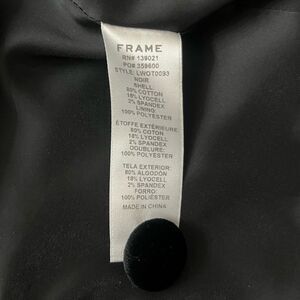 FRAME
RN# 139021
PO# 359600
STYLE: LWOT0093
NOIR
SHELL:
80% COTTON
18% LYOCELL
2% SPANDEX
LINING:
100% POLYESTER
ÉTOFFE EXTÉRIEURE:
80% COTON
18% LYOCELL
2% SPANDEX
DOUBLURE:
100% POLYESTER
TELA EXTERIOR:
80% ALGODÓN
18% LYOCELL
2% SPANDEX
FORRO:
100% POLIÉSTER
MADE IN CHINA